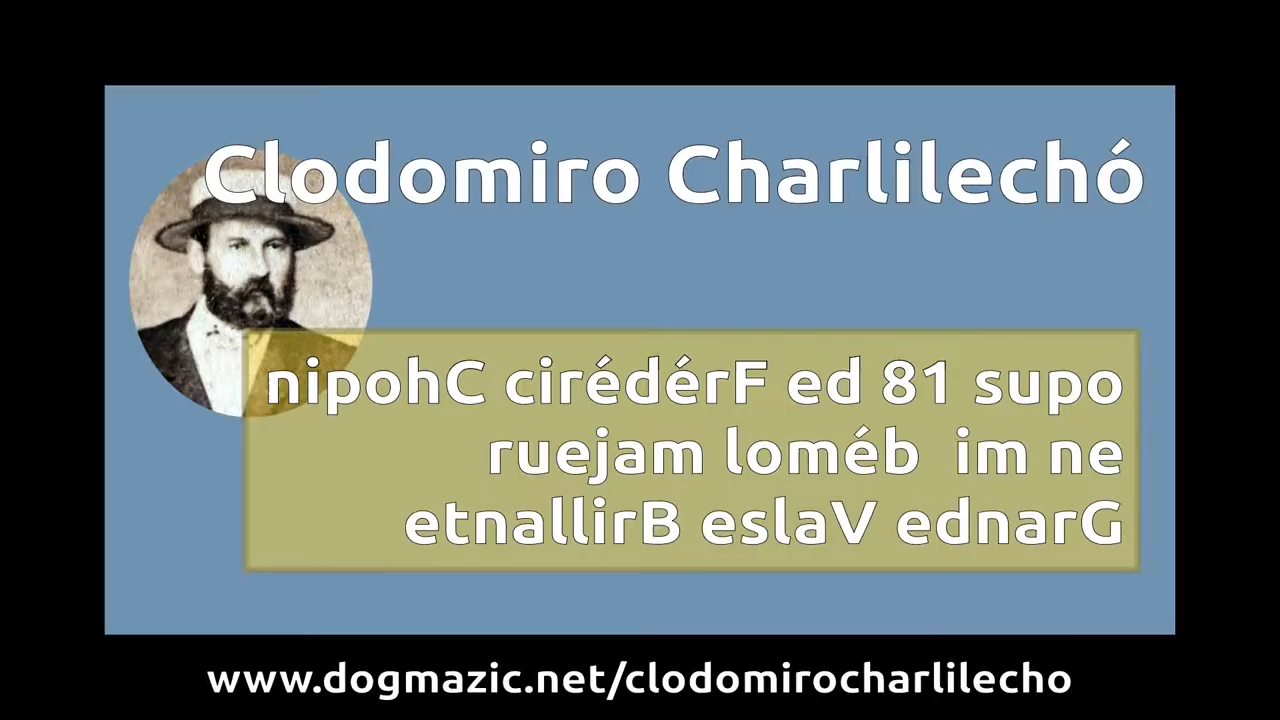 Clodomiro Charlilechó
nipohC cirédérF ed 81 supo
ruejam loméb  im ne
etnallirB eslaV ednarG
www.dogmazic.net/clodomirocharlilecho